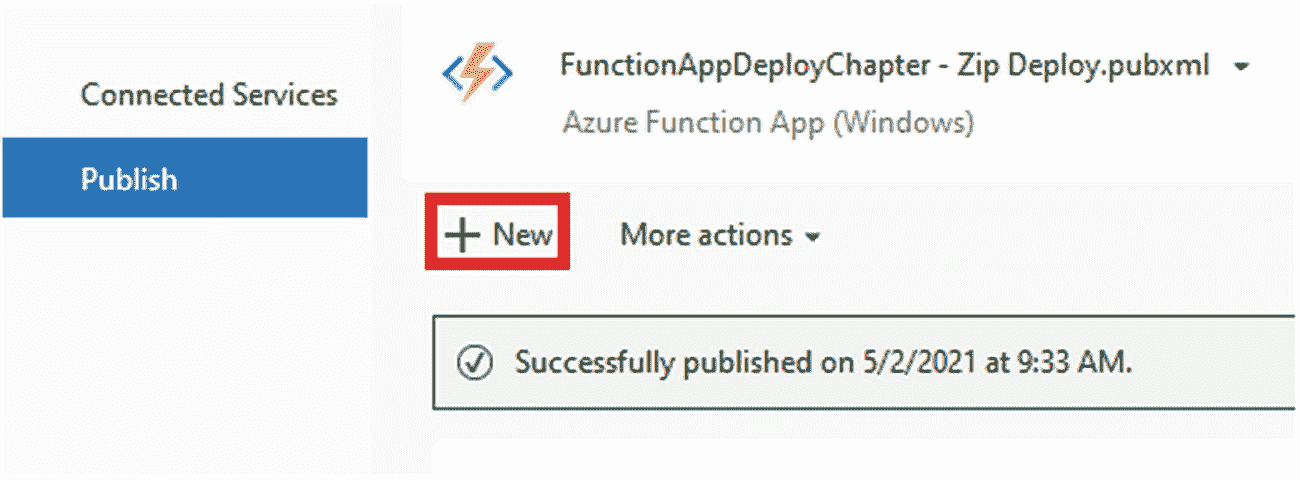 Connected Services
Publish
FunctionAppDeployChapter - Zip Deploy.pubxml
Azure Function App (Windows)
New More actions
Successfully published on 5/2/2021 at 9:33 AM.